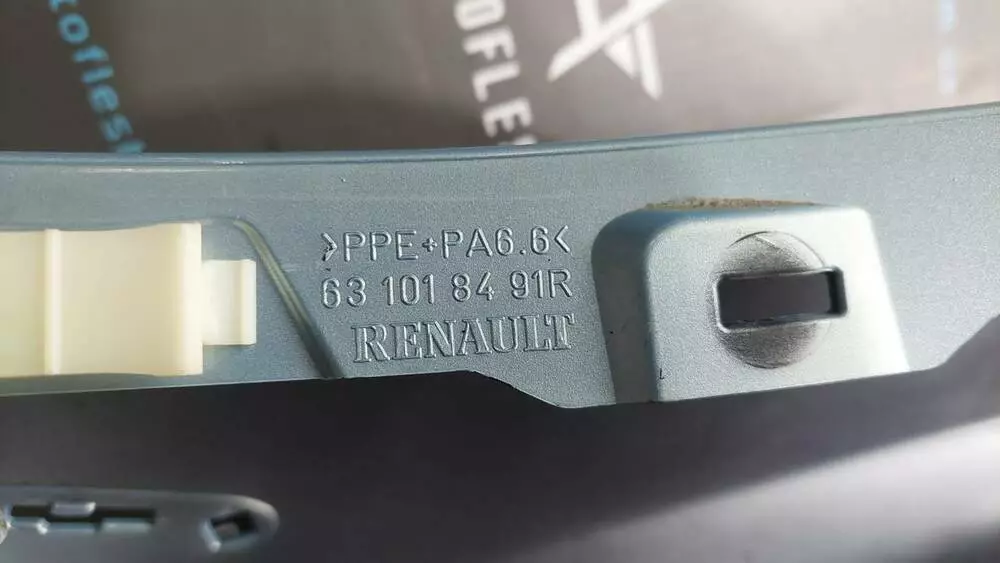 >PPE+PA6.6<
63 101 84 91R
RENAULT